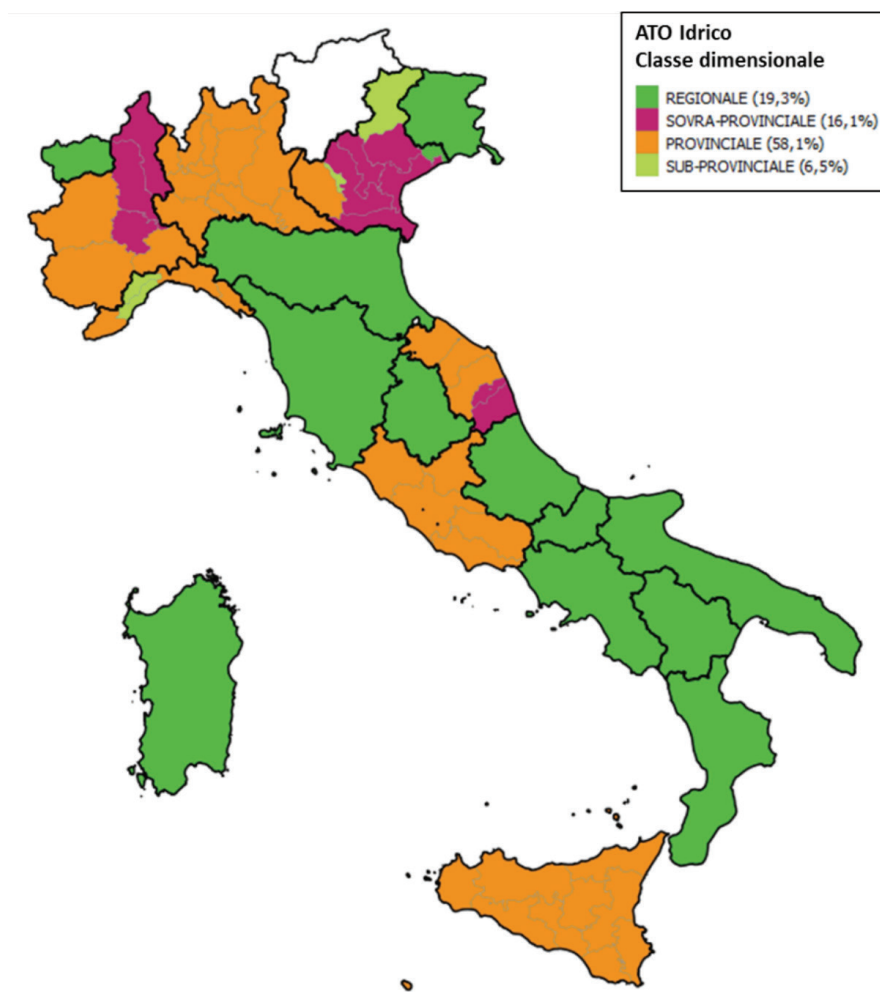 ATO Idrico
Classe dimensionale
REGIONALE (19,3%)
SOVRA-PROVINCIALE (16,1%)
PROVINCIALE (58,1%)
SUB-PROVINCIALE (6,5%)